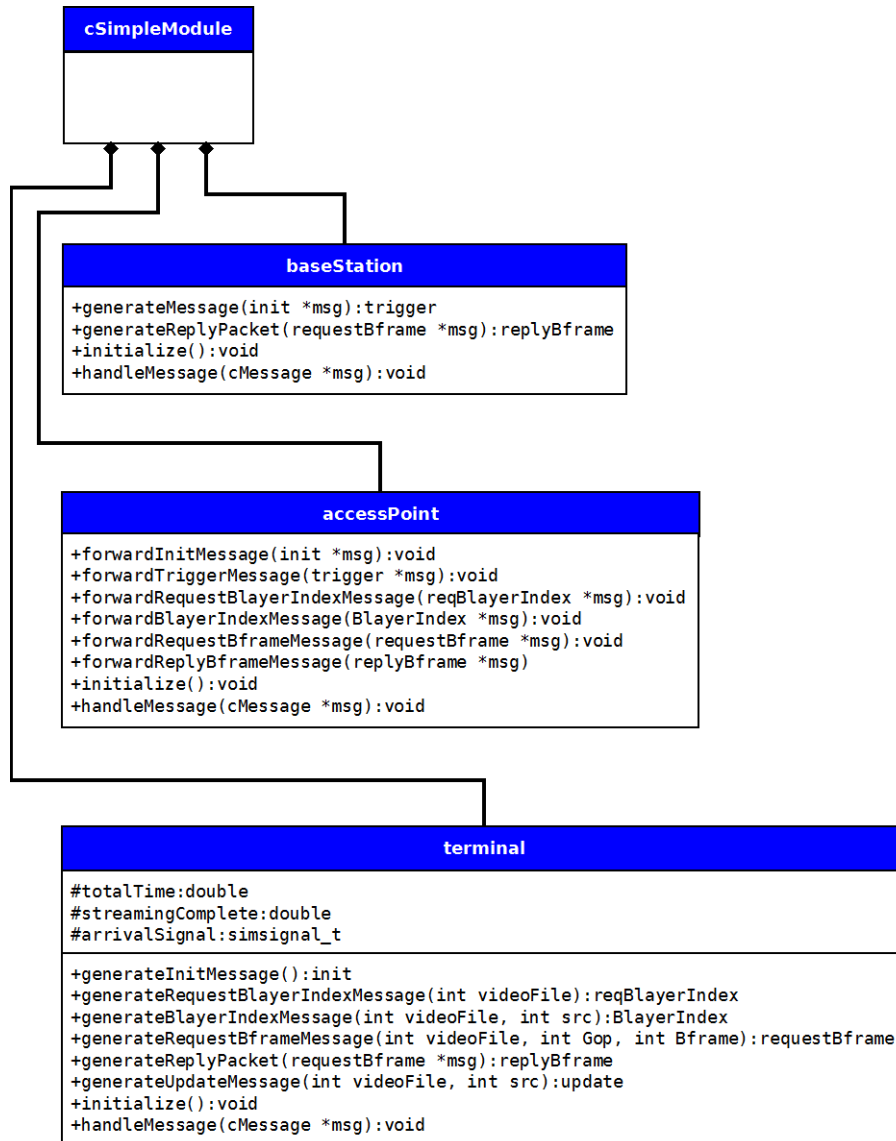 cSimpleModule
baseStation
+generateMessage(init *msg):trigger
+generateReplyPacket(requestBframe *msg):replyBframe
+initialize():void
+handleMessage(cMessage *msg):void
accessPoint
+forwardInitMessage(init *msg):void
+forwardTriggerMessage(trigger *msg):void
+forwardRequestBlayerIndexMessage(reqBlayerIndex *msg):void
+forwardBlayerIndexMessage(BlayerIndex *msg):void
+forwardRequestBframeMessage(requestBframe *msg):void
+forwardReplyBframeMessage(replyBframe *msg)
+initialize():void
+handleMessage(cMessage *msg):void
terminal
#totalTime:double
#streamingComplete:double
#arrivalSignal:simsignal_t
+generateInitMessage():init
+generateRequestBlayerIndexMessage(int videoFile):reqBlayerIndex
+generateBlayerIndexMessage(int videoFile, int src):BlayerIndex
+generateRequestBframeMessage(int videoFile, int Gop, int Bframe):requestBframe
+generateReplyPacket(requestBframe *msg):replyBframe
+generateUpdateMessage(int videoFile, int src):update
+initialize():void
+handleMessage(cMessage *msg):void